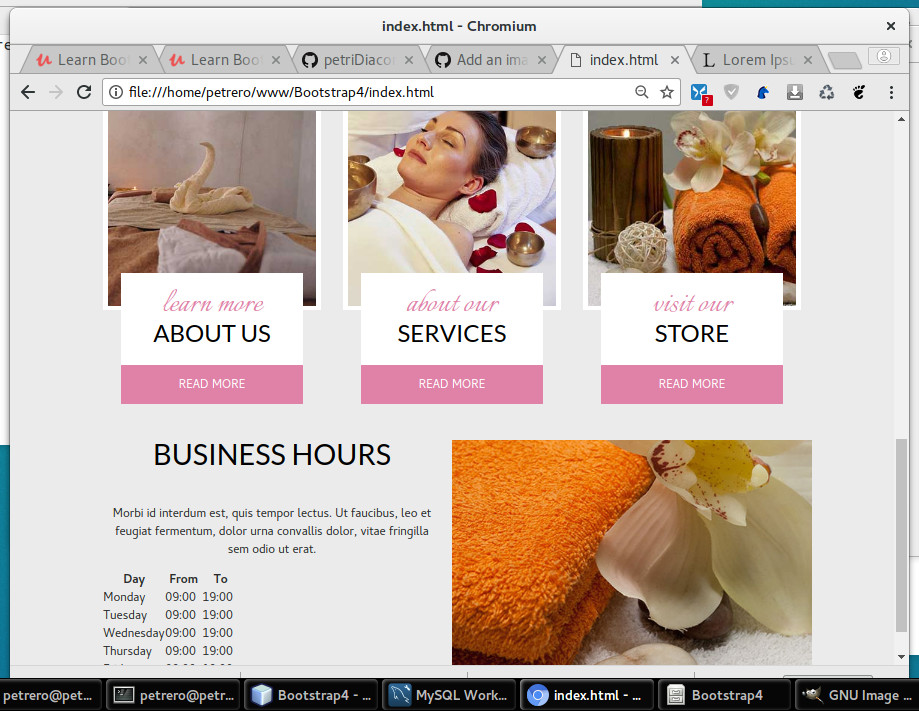 index.html - Chromium
Learn Boo
Learn Boo
petriDiaco
Add an ima
index.html
Lorem Ips
file:///home/petrero/www/Bootstrap4/index.html
learn more
ABOUT US
READ MORE
about our
SERVICES
READ MORE
visit our
STORE
READ MORE
BUSINESS HOURS
Morbi id interdum est, quis tempor lectus. Ut faucibus, leo et
feugiat fermentum, dolor urna convallis dolor, vitae fringilla
sem odio ut erat.
Day From To
Monday 09:00 19:00
Tuesday 09:00 19:00
Wednesday 09:00 19:00
Thursday 09:00 19:00
petrero@pet...
petrero@petr...
Bootstrap4 - ...
MySQL Work...
index.html - ...
Bootstrap4
GNU Image ...